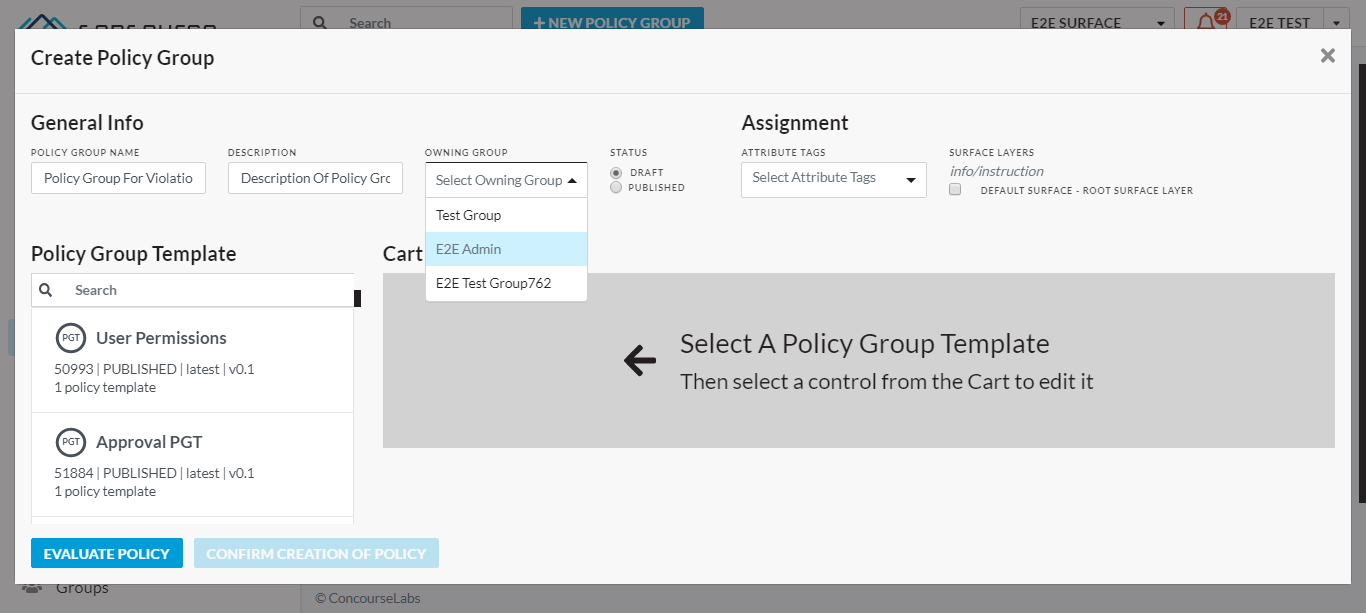 Search
+ NEW POLICY GROUP
E2E SURFACE
21
E2E TEST
Create Policy Group
General Info
Assignment
POLICY GROUP NAME
DESCRIPTION
OWNING GROUP
STATUS
ATTRIBUTE TAGS
SURFACE LAYERS
Policy Group For Violatio
Description Of Policy Grc
Select Owning Group
DRAFT
PUBLISHED
Select Attribute Tags
info/instruction
DEFAULT SURFACE - ROOT SURFACE LAYER
Test Group
E2E Admin
E2E Test Group762
Policy Group Template
Cart
Search
PGT
User Permissions
50993 | PUBLISHED | latest | v0.1
1 policy template
PGT
Approval PGT
51884 | PUBLISHED | latest | v0.1
1 policy template
Select A Policy Group Template
Then select a control from the Cart to edit it
EVALUATE POLICY
CONFIRM CREATION OF POLICY
Groups
© ConcourseLabs